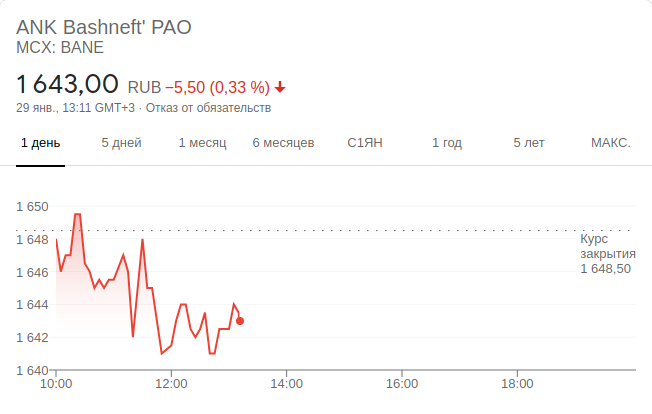 ANK Bashneft' PAO
MCX: BANE
1 643,00 RUB −5,50 (0,33 %)
29 янв., 13:11 GMT+3 · Отказ от обязательств
1 день 5 дней 1 месяц 6 месяцев С1ЯН 1 год 5 лет МАКС.
1 650
1 648
1 646
1 644
1 642
1 640
Курс
закрытия
1 648,50
10:00 12:00 14:00 16:00 18:00